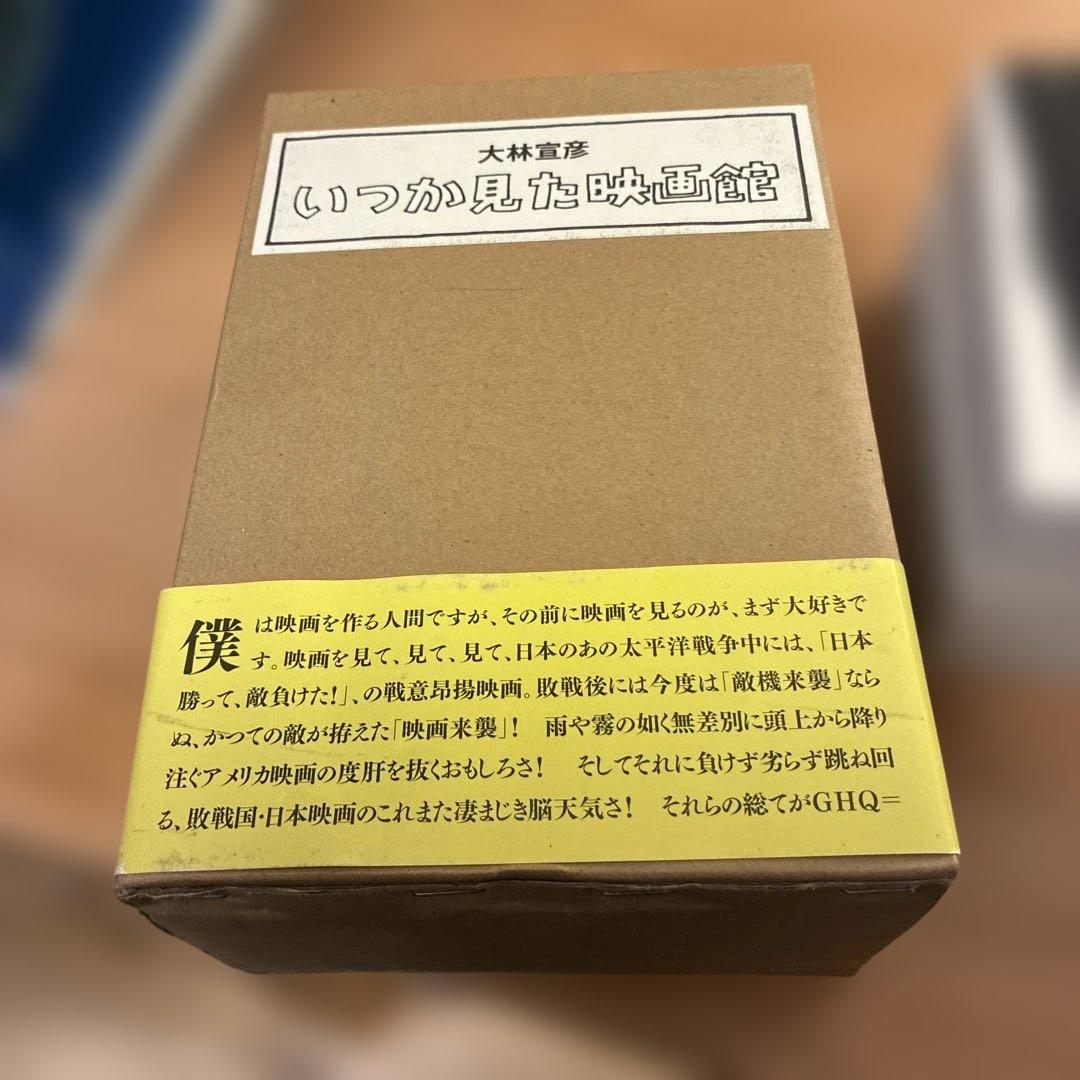 大林宣彦
いつか見た映画館
僕は映画を作る人間ですが、その前に映画を見るのが、まず大好きで
す。映画を見て、見て、見て、日本のあの太平洋戦争中には、「日本
勝って、敵負けた!」、の戦意昂揚映画。敗戦後には今度は「敵機来襲」なら
ぬ、かつての敵が拵えた「映画来襲」!　雨や霧の如く無差別に頭上から降り
注ぐアメリカ映画の度肝を抜くおもしろさ!　そしてそれに負けず劣らず跳ね回
る、敗戦国・日本映画のこれまた凄まじき脳天気さ!　それらの総てがGHQ＝